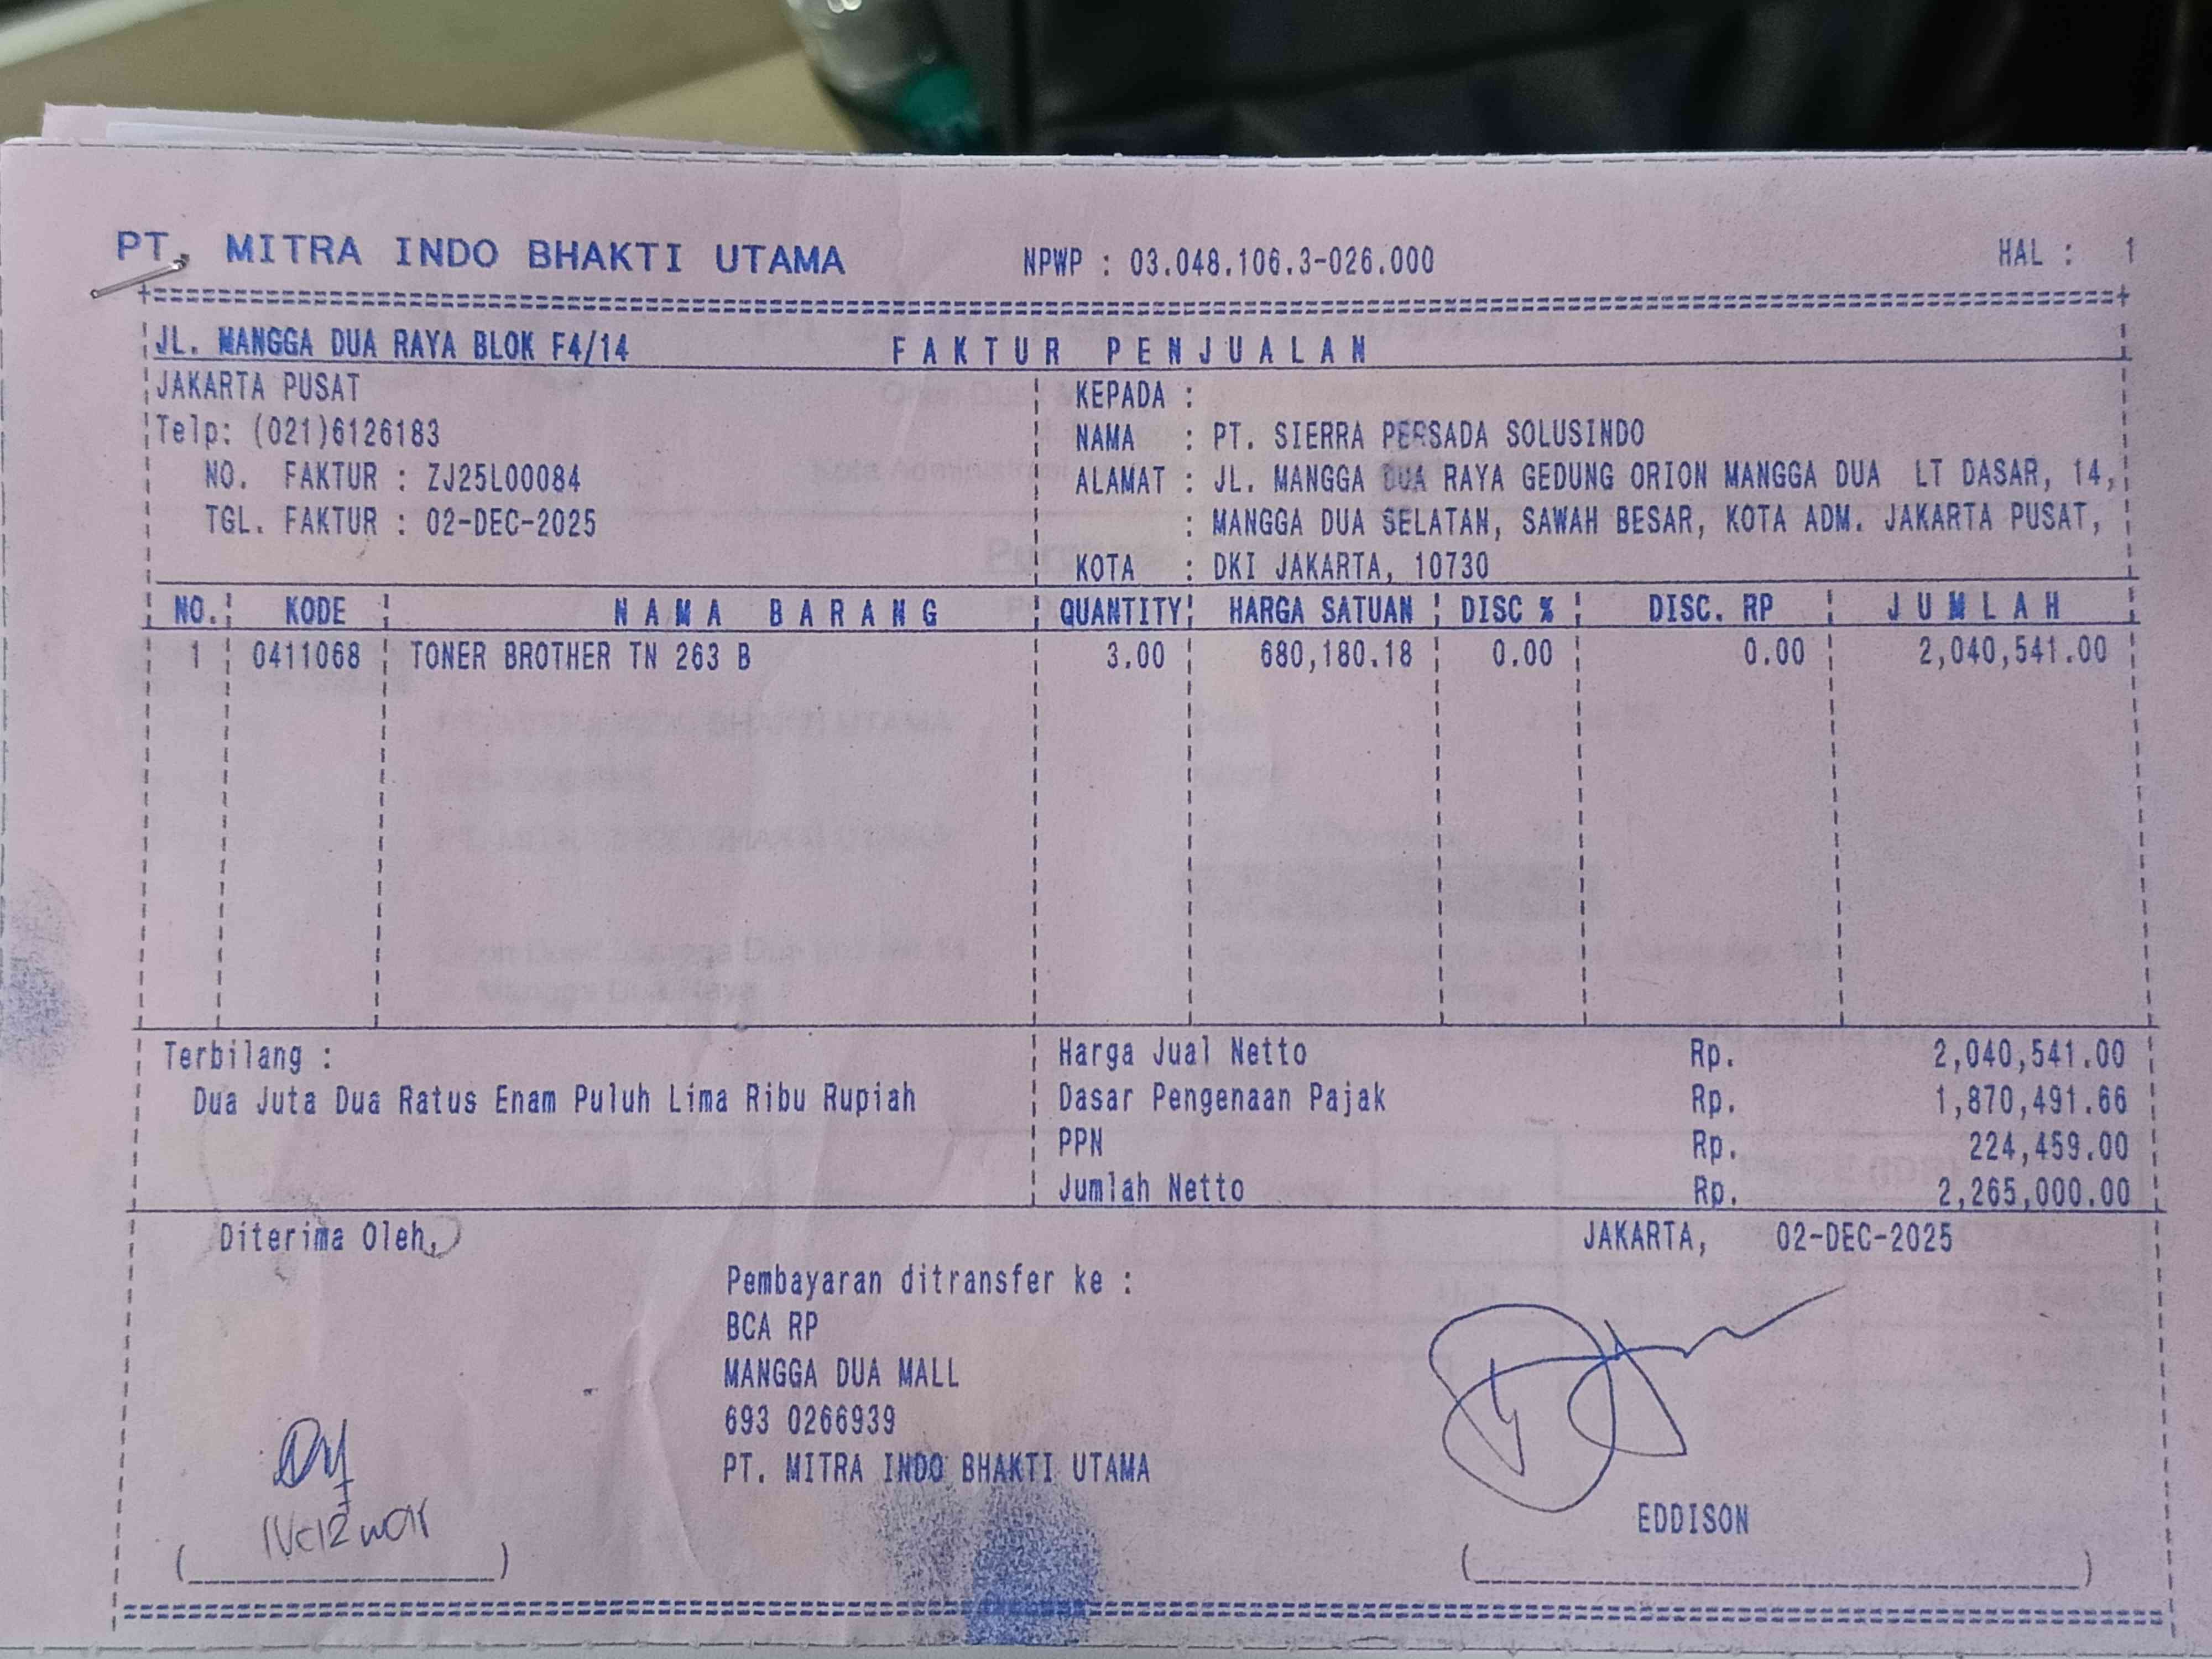 PT. MITRA INDO BHAKTI UTAMA NPWP : 03.048.106.3-026.000 HAL : 1
JL. MANGGA DUA RAYA BLOK F4/14 FAKTUR PENJUALAN
JAKARTA PUSAT KEPADA :
Telp: (021)6126183 NAMA : PT. SIERRA PERSADA SOLUSINDO
NO. FAKTUR : ZJ25L00084 ALAMAT : JL. MANGGA DUA RAYA GEDUNG ORION MANGGA DUA LT DASAR, 14,
TGL. FAKTUR : 02-DEC-2025 : MANGGA DUA SELATAN, SAWAH BESAR, KOTA ADM. JAKARTA PUSAT,
KOTA : DKI JAKARTA, 10730
NO. KODE NAMA BARANG QUANTITY HARGA SATUAN DISC % DISC. RP JUMLAH
1 0411068 TONER BROTHER TN 263 B 3.00 680,180.18 0.00 0.00 2,040,541.00
Terbilang : Harga Jual Netto Rp. 2,040,541.00
Dua Juta Dua Ratus Enam Puluh Lima Ribu Rupiah Dasar Pengenaan Pajak Rp. 1,870,491.66
PPN Rp. 224,459.00
Jumlah Netto Rp. 2,265,000.00
Diterima Oleh, JAKARTA, 02-DEC-2025
Pembayaran ditransfer ke :
BCA RP
MANGGA DUA MALL
693 0266939
PT. MITRA INDO BHAKTI UTAMA
EDDISON